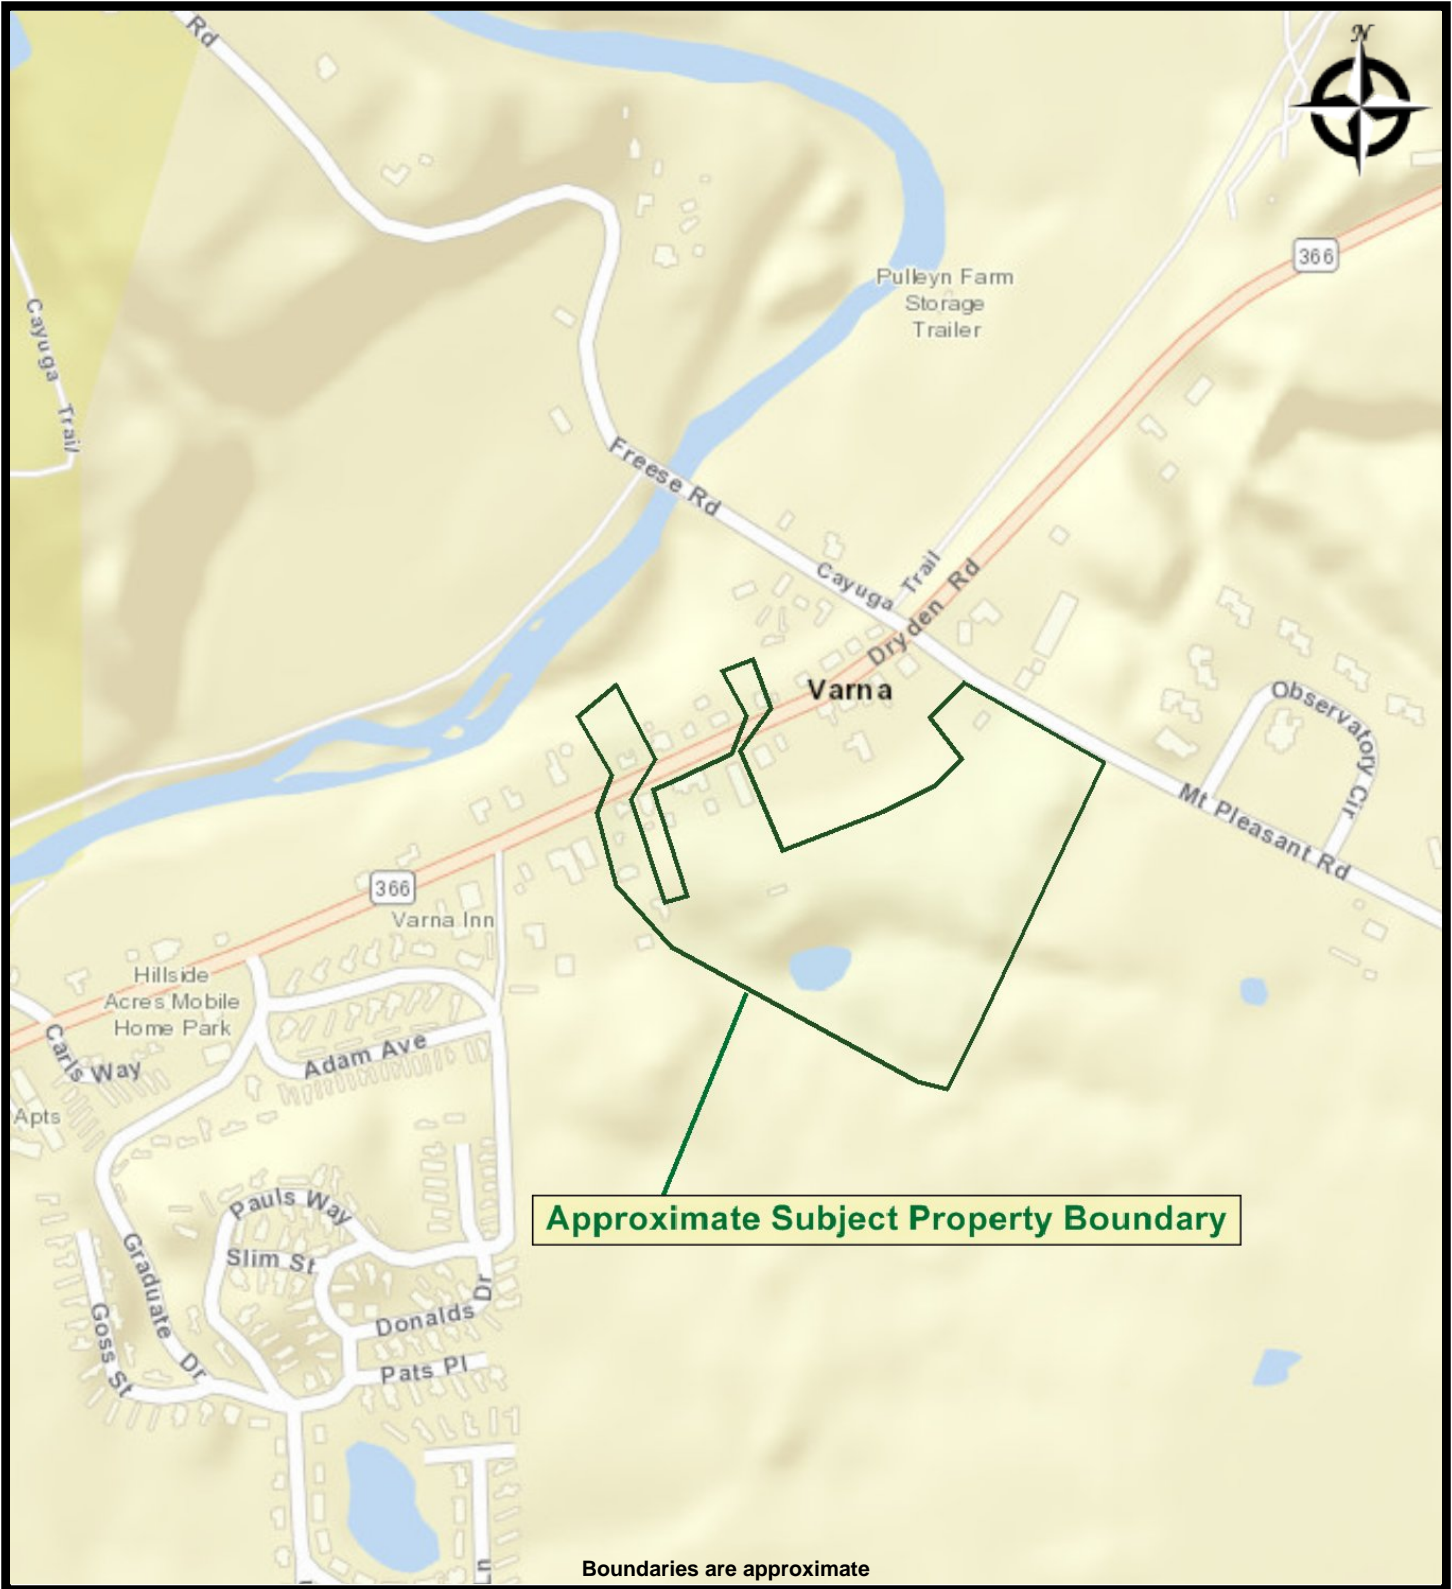 Rd
N
366
Pulleyn Farm
Storage
Trailer
Cayuga Trail
Freese Rd
Cayuga Trail
Dryden Rd
Varna
Observatory Cir
Mt Pleasant Rd
366
Varna Inn
Hillside
Acres Mobile
Home Park
Carls Way
Adam Ave
Apts
Approximate Subject Property Boundary
Pauls Way
Slim St
Graduate Dr
Goss St
Donalds Dr
Pats Pl
Ln
Boundaries are approximate